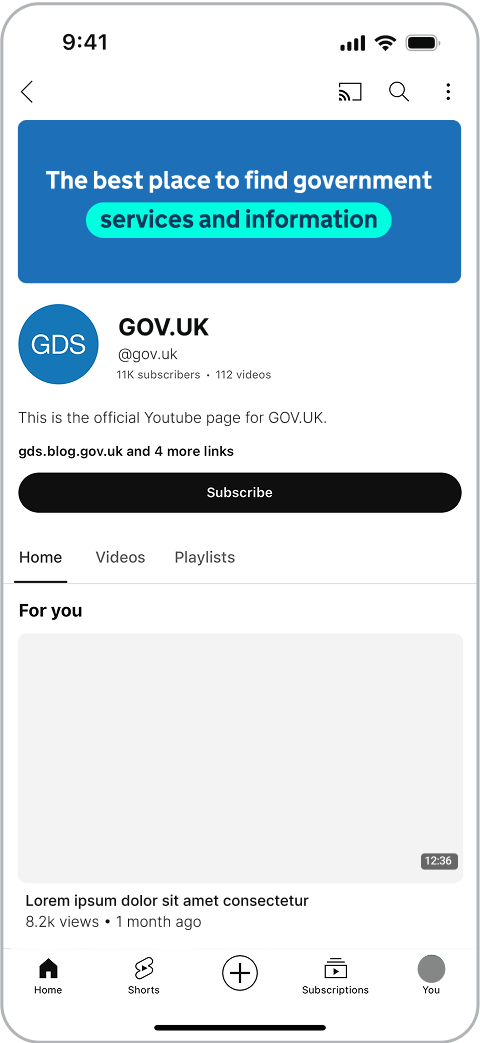 9:41
The best place to find government
services and information
GDS
GOV.UK
@gov.uk
11K subscribers • 112 videos
This is the official Youtube page for GOV.UK.
gds.blog.gov.uk and 4 more links
Subscribe
Home Videos Playlists
For you
12:36
Lorem ipsum dolor sit amet consectetur
8.2k views • 1 month ago
Home Shorts Subscriptions You